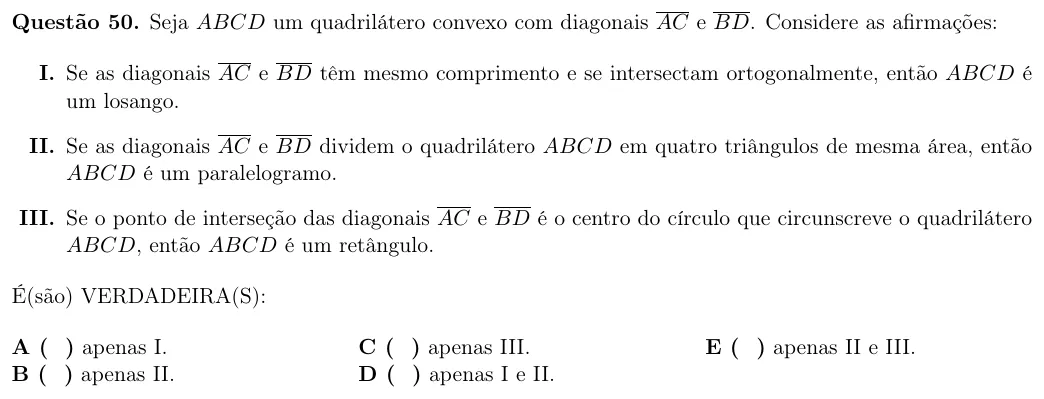 Questão 50. Seja ABCD um quadrilátero convexo com diagonais AC e BD. Considere as afirmações:
I. Se as diagonais AC e BD têm mesmo comprimento e se intersectam ortogonalmente, então ABCD é
um losango.
II. Se as diagonais AC e BD dividem o quadrilátero ABCD em quatro triângulos de mesma área, então
ABCD é um paralelogramo.
III. Se o ponto de interseção das diagonais AC e BD é o centro do círculo que circunscreve o quadrilátero
ABCD, então ABCD é um retângulo.
É(são) VERDADEIRA(S):
A ( ) apenas I. C ( ) apenas III. E ( ) apenas II e III.
B ( ) apenas II. D ( ) apenas I e II.